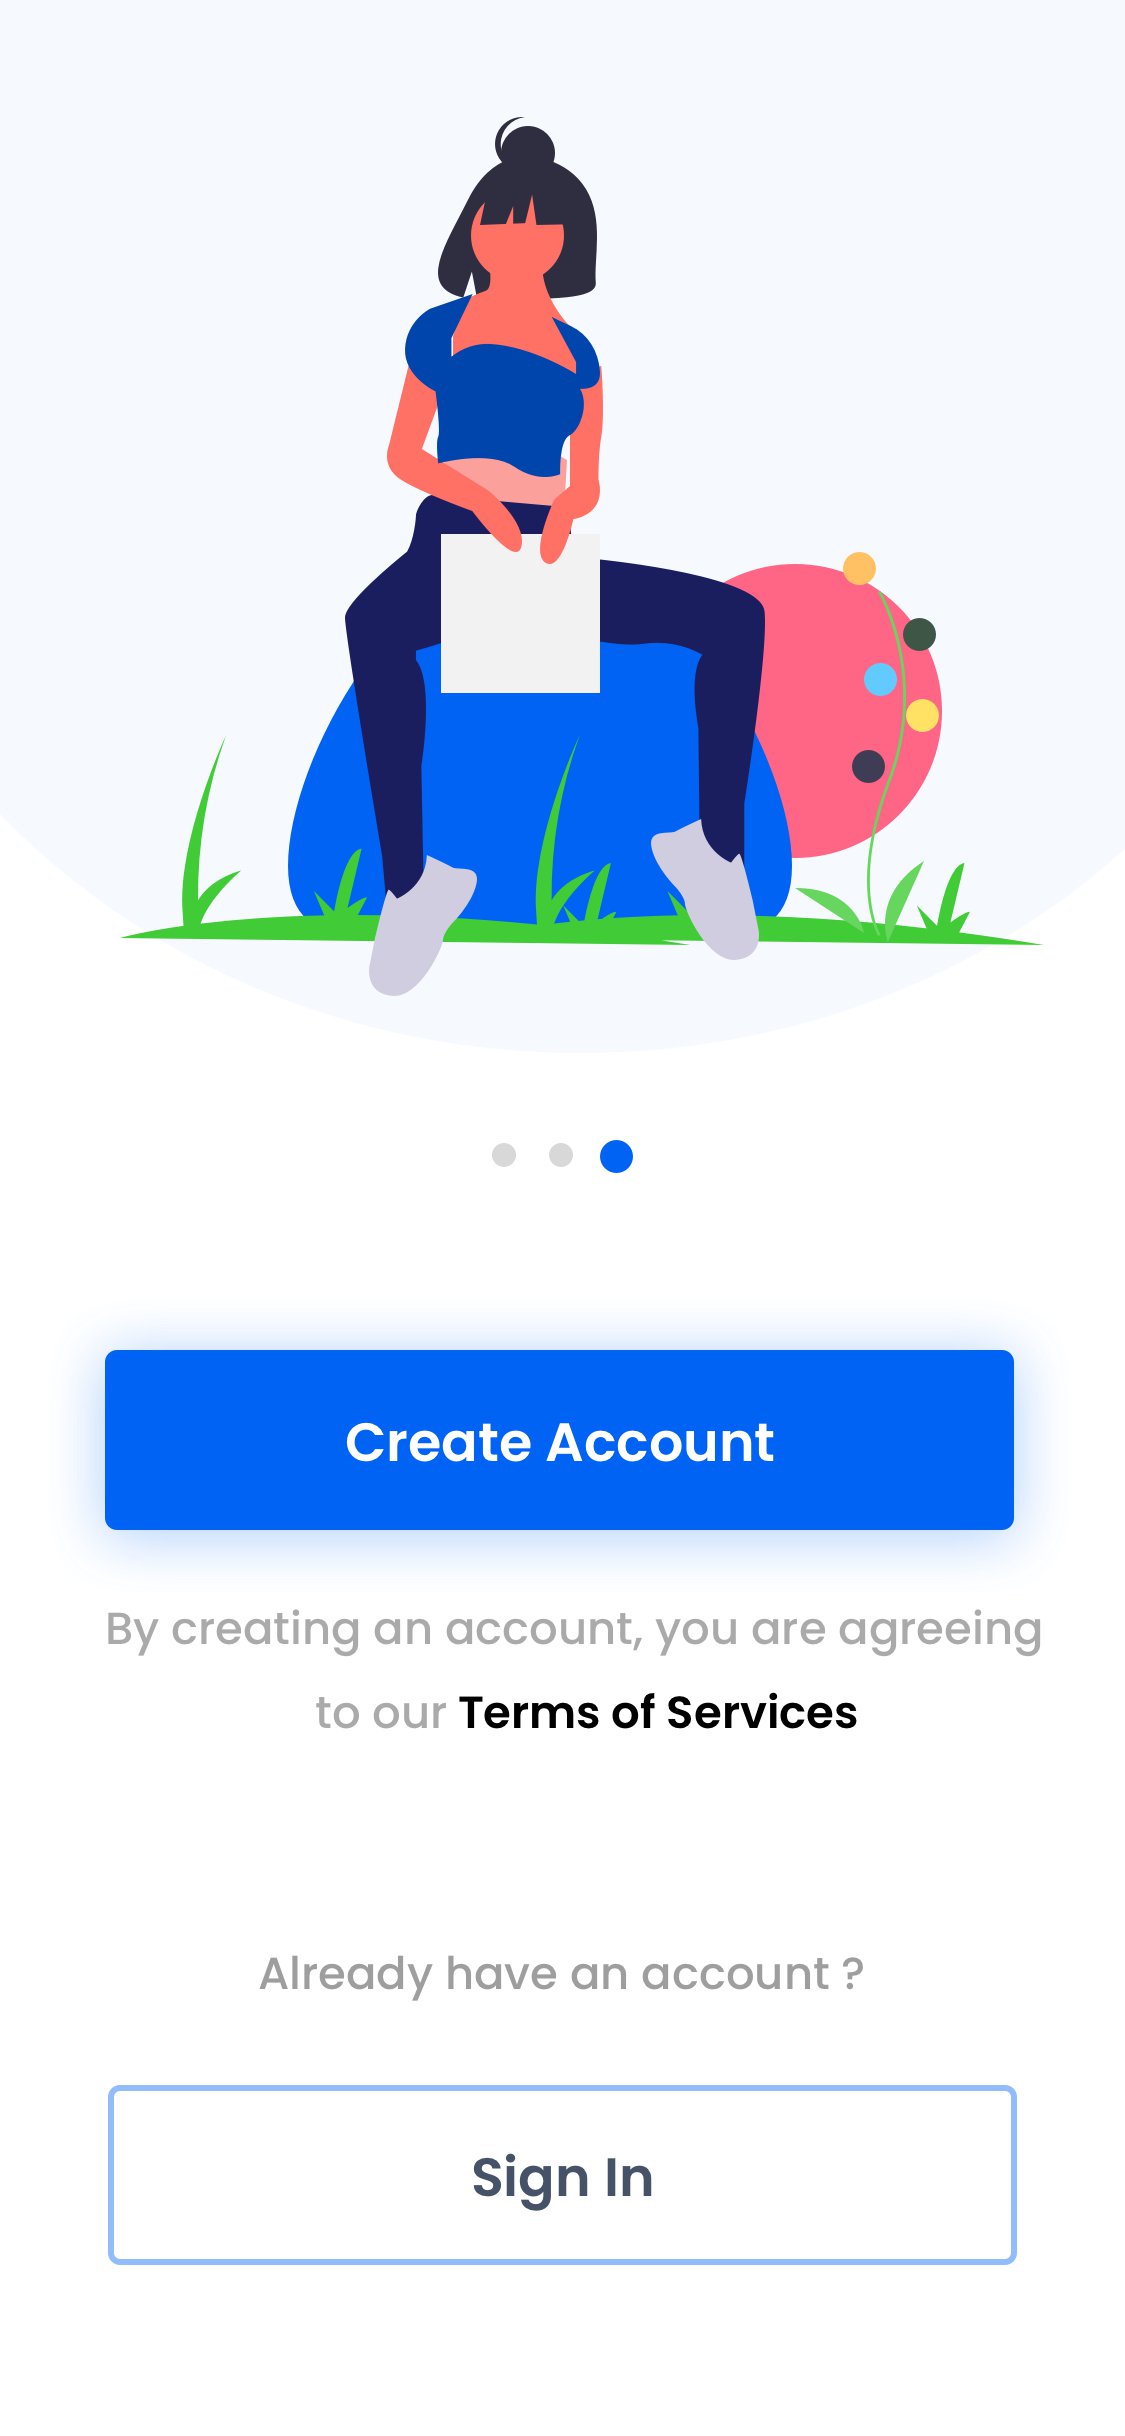 Create Account
By creating an account, you are agreeing
to our Terms of Services
Already have an account ?
Sign In